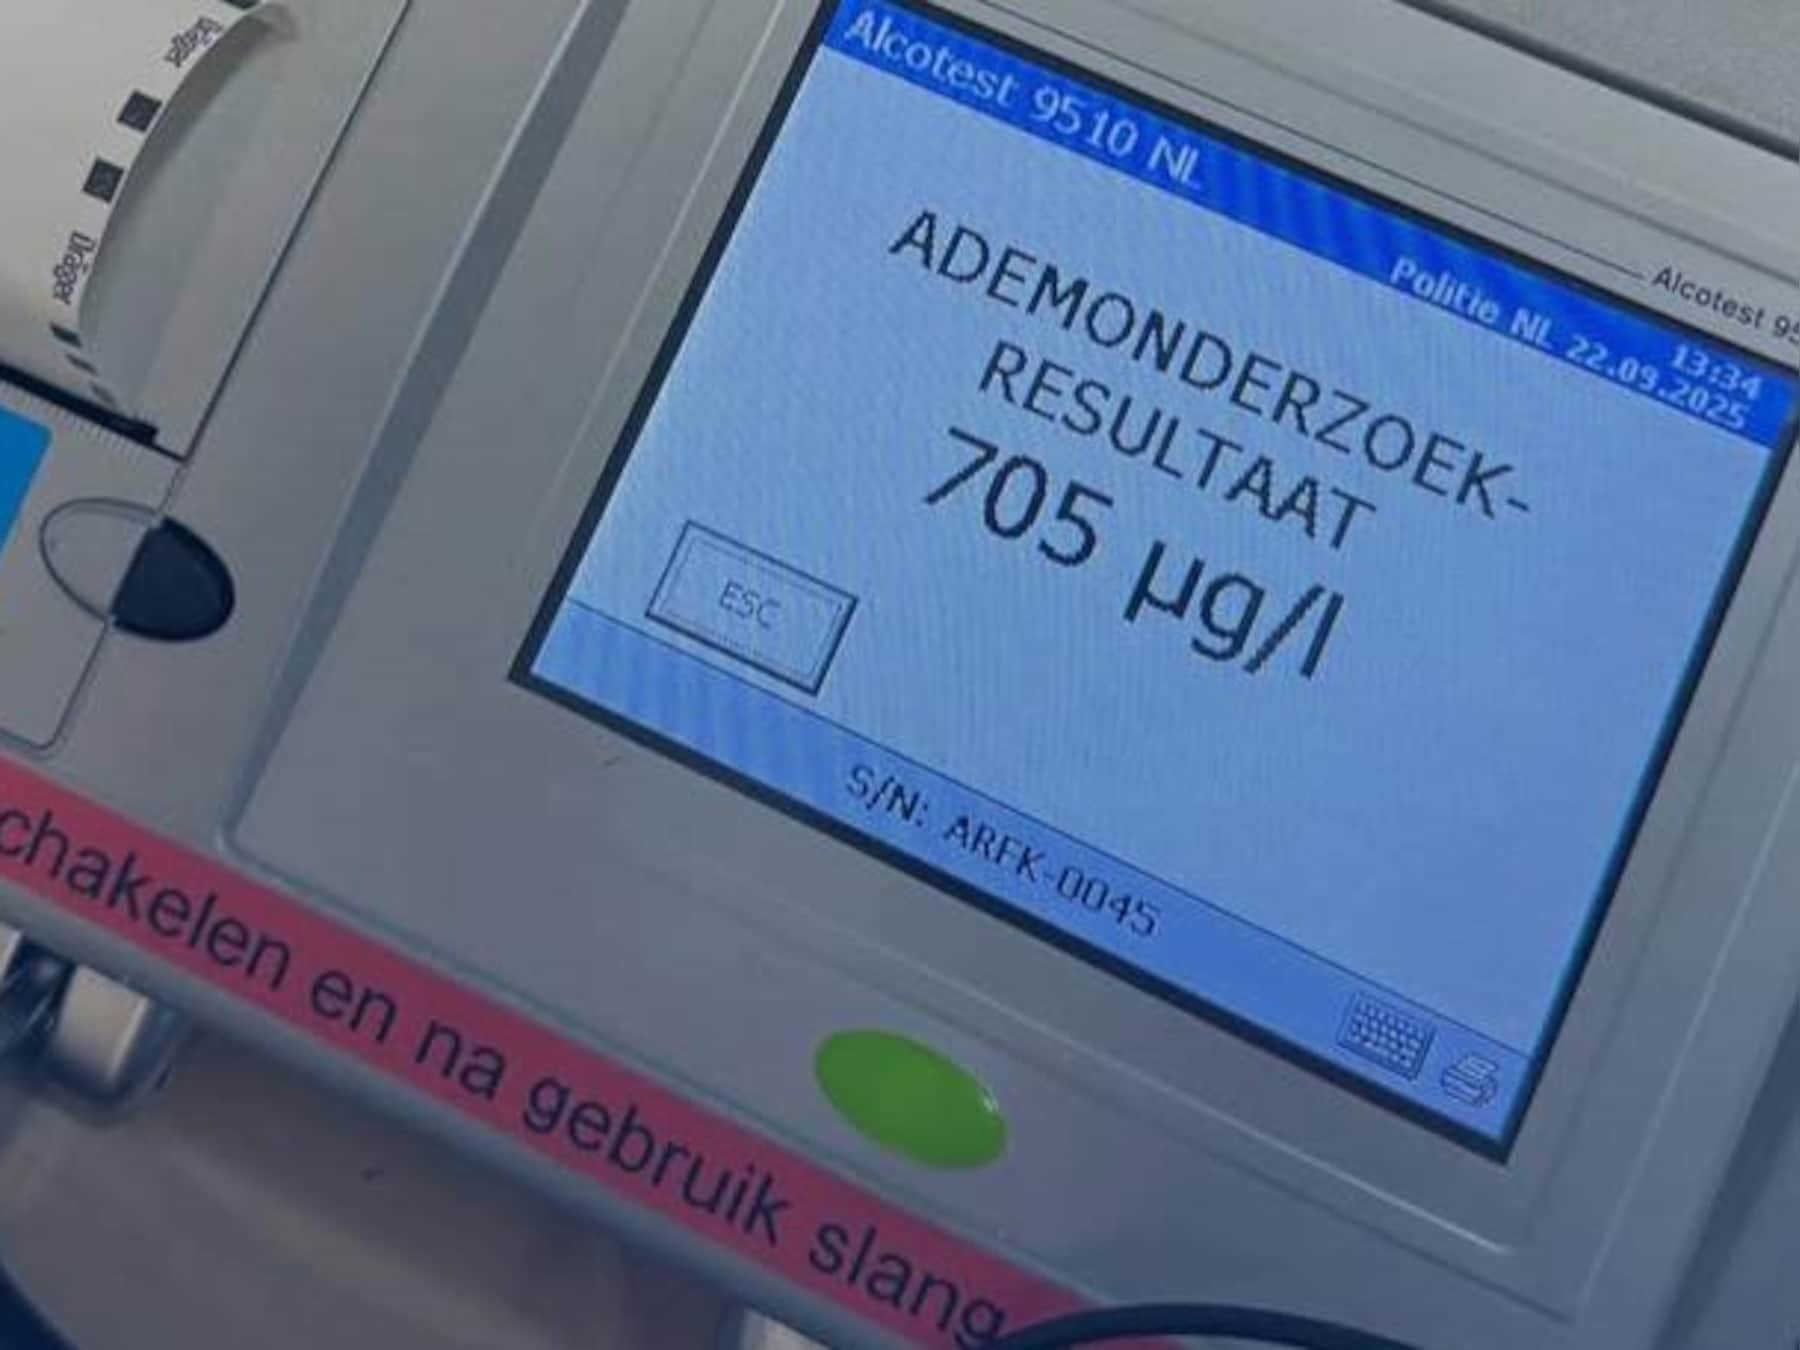 Dräger
Dräger
Alcotest 9510 NL
Alcotest 95
13:34
Politie NL 22.09.2025
ADEMONDERZOEK-
RESULTAAT
705 µg/l
ESC
S/N: ARFK-0045
chakelen en na gebruik slang